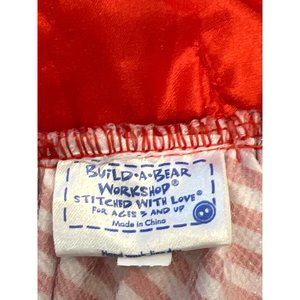 BUILD-A-BEAR
WORKSHOP®
STITCHED WITH LOVE®
FOR AGES 3 AND UP
Made in China